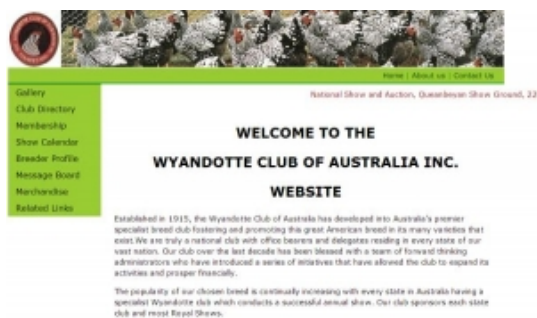 Home | About us | Contact Us
Gallery
Club Directory
Membership
Show Calendar
Breeder Profile
Message Board
Merchandise
Related Links
National Show and Auction, Queanbeyan Show Ground, 22
WELCOME TO THE
WYANDOTTE CLUB OF AUSTRALIA INC.
WEBSITE
Established in 1915, the Wyandotte Club of Australia has developed into Australia's premier
specialist breed club fostering and promoting this great American breed in its many varieties that
exist.We are truly a national club with office bearers and delegates residing in every state of our
vast nation. Our club over the last decade has been blessed with a team of forward thinking
administrators who have introduced a series of initiatives that have allowed the club to expand its
activities and prosper financially.
The popularity of our chosen breed is continually increasing with every state in Australia having a
specialist Wyandotte club which conducts a successful annual show. Our club sponsors each state
club and most Royal Shows.